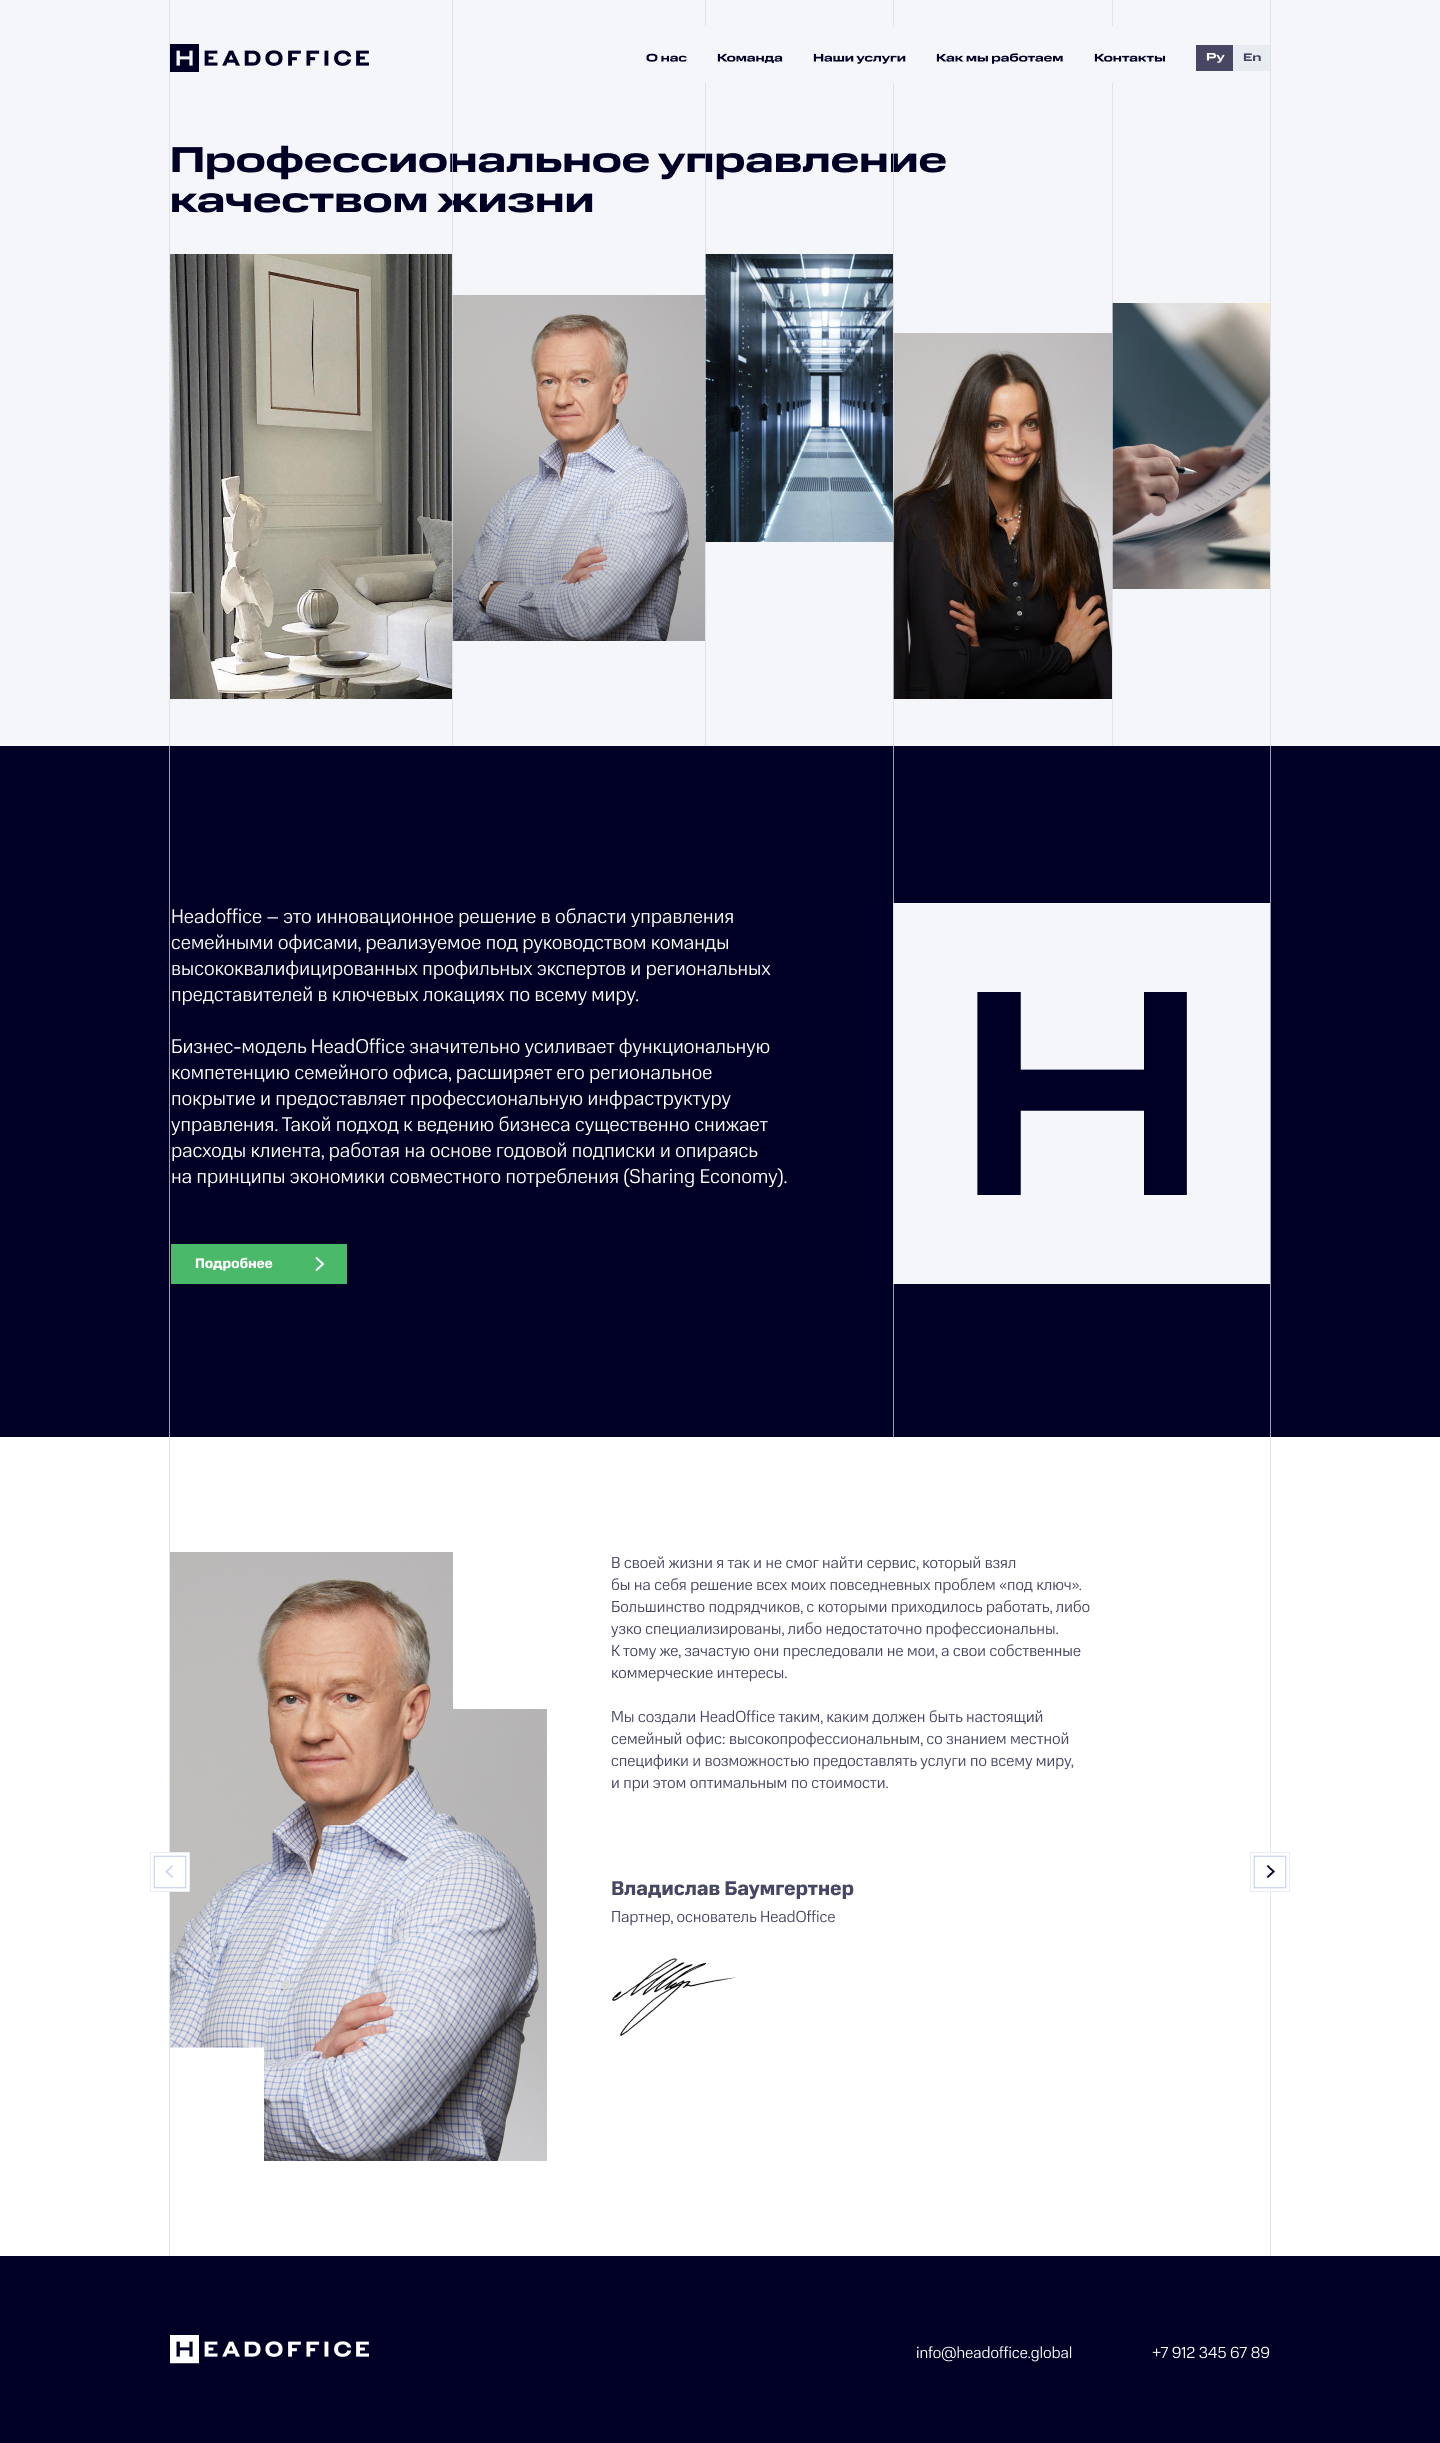 HEADOFFICE
О нас Команда Наши услуги Как мы работаем Контакты Ру En
Профессиональное управление
качеством жизни
Headoffice – это инновационное решение в области управления
семейными офисами, реализуемое под руководством команды
высококвалифицированных профильных экспертов и региональных
представителей в ключевых локациях по всему миру.
Бизнес-модель HeadOffice значительно усиливает функциональную
компетенцию семейного офиса, расширяет его региональное
покрытие и предоставляет профессиональную инфраструктуру
управления. Такой подход к ведению бизнеса существенно снижает
расходы клиента, работая на основе годовой подписки и опираясь
на принципы экономики совместного потребления (Sharing Economy).
Подробнее
H
В своей жизни я так и не смог найти сервис, который взял
бы на себя решение всех моих повседневных проблем «под ключ».
Большинство подрядчиков, с которыми приходилось работать, либо
узко специализированы, либо недостаточно профессиональны.
К тому же, зачастую они преследовали не мои, а свои собственные
коммерческие интересы.
Мы создали HeadOffice таким, каким должен быть настоящий
семейный офис: высокопрофессиональным, со знанием местной
специфики и возможностью предоставлять услуги по всему миру,
и при этом оптимальным по стоимости.
Владислав Баумгертнер
Партнер, основатель HeadOffice
HEADOFFICE
info@headoffice.global +7 912 345 67 89